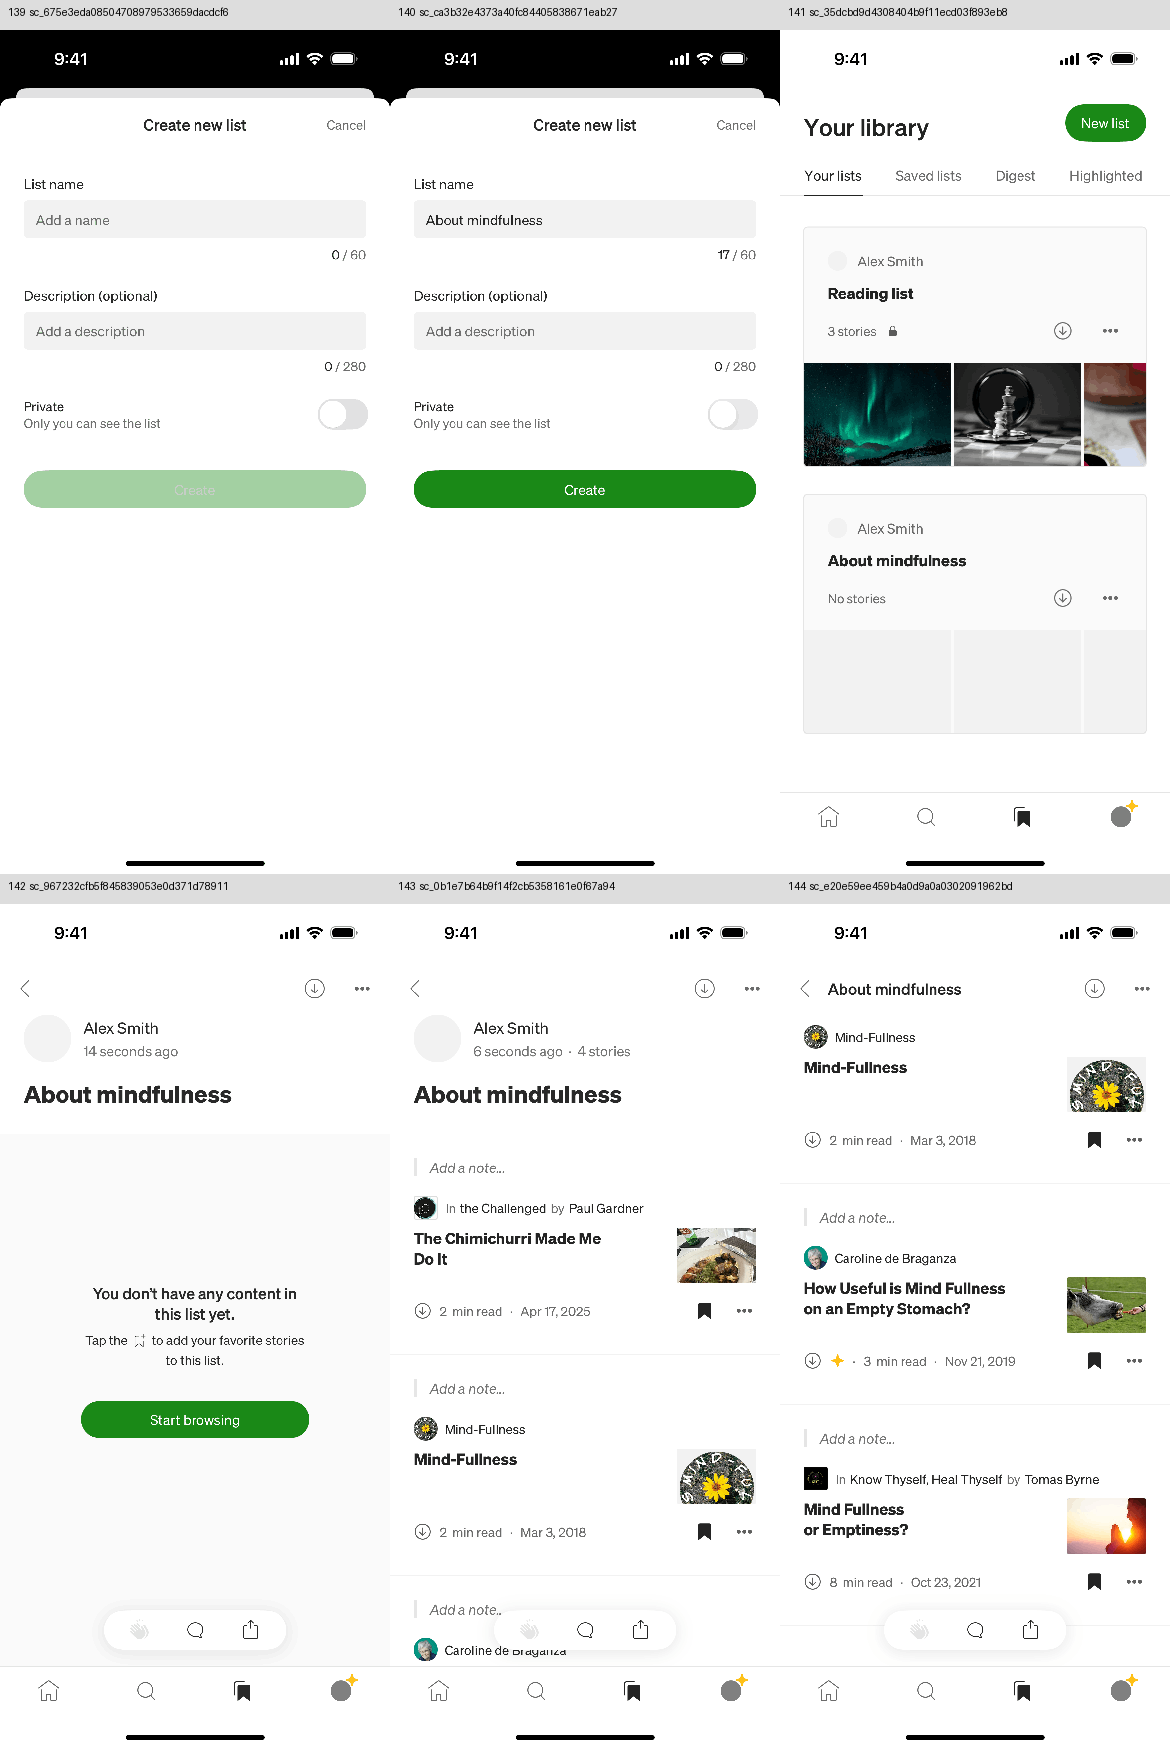 139 sc_675e3eda08504708979533659dacdcf6
9:41
Create new list
Cancel
List name
Add a name
0 / 60
Description (optional)
Add a description
0 / 280
Private
Only you can see the list
Create
140 sc_ca3b32e4373a40fc84405838671eab27
9:41
Create new list
Cancel
List name
About mindfulness
17 / 60
Description (optional)
Add a description
0 / 280
Private
Only you can see the list
Create
141 sc_35dcbd9d4308404b9f11ecd03f893eb8
9:41
Your library
New list
Your lists
Saved lists
Digest
Highlighted
Alex Smith
Reading list
3 stories
Alex Smith
About mindfulness
No stories
142 sc_967232cfb5f845839053e0d371d78911
9:41
Alex Smith
14 seconds ago
About mindfulness
You don't have any content in
this list yet.
Tap the to add your favorite stories
to this list.
Start browsing
143 sc_0b1e7b64b9f14f2cb5358161e0f67a94
9:41
Alex Smith
6 seconds ago · 4 stories
About mindfulness
Add a note...
In the Challenged by Paul Gardner
The Chimichurri Made Me
Do It
2 min read · Apr 17, 2025
Add a note...
Mind-Fullness
Mind-Fullness
MIND FUL
2 min read · Mar 3, 2018
Add a note..
Caroline de Braganza
144 sc_e20e59ee459b4a0d9a0a0302091962bd
9:41
About mindfulness
Mind-Fullness
Mind-Fullness
MIND FUL
2 min read · Mar 3, 2018
Add a note...
Caroline de Braganza
How Useful is Mind Fullness
on an Empty Stomach?
3 min read · Nov 21, 2019
Add a note...
In Know Thyself, Heal Thyself by Tomas Byrne
Mind Fullness
or Emptiness?
8 min read · Oct 23, 2021